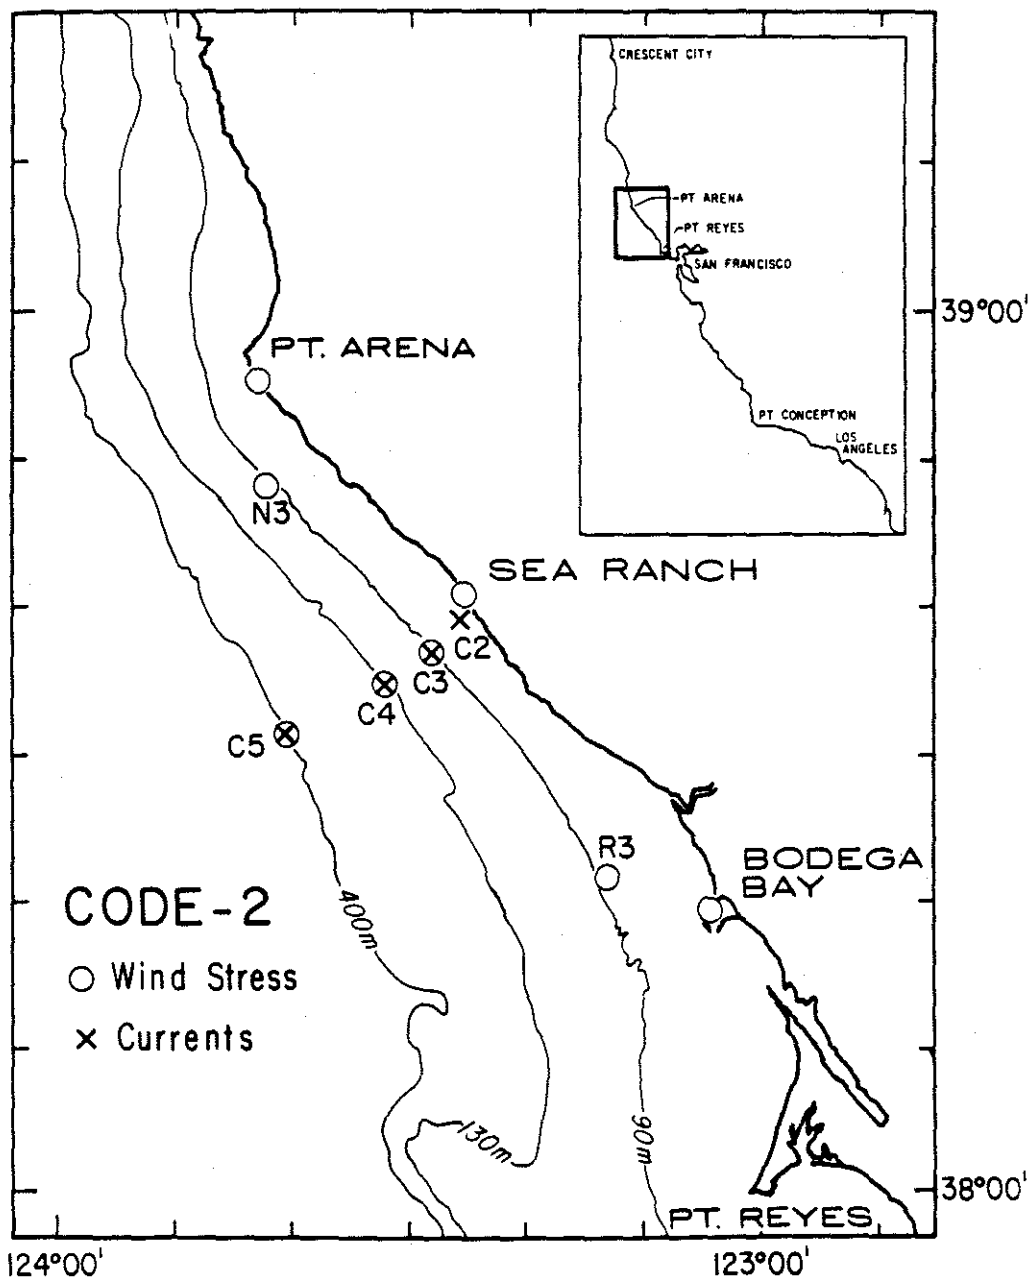 CRESCENT CITY
PT ARENA
PT REYES
SAN FRANCISCO
PT CONCEPTION
LOS
ANGELES
39°00'
PT. ARENA
N3
SEA RANCH
C2
C3
C4
C5
R3
BODEGA
BAY
CODE-2
400m
Wind Stress
Currents
130m
90m
38°00'
PT. REYES
124°00'
123°00'